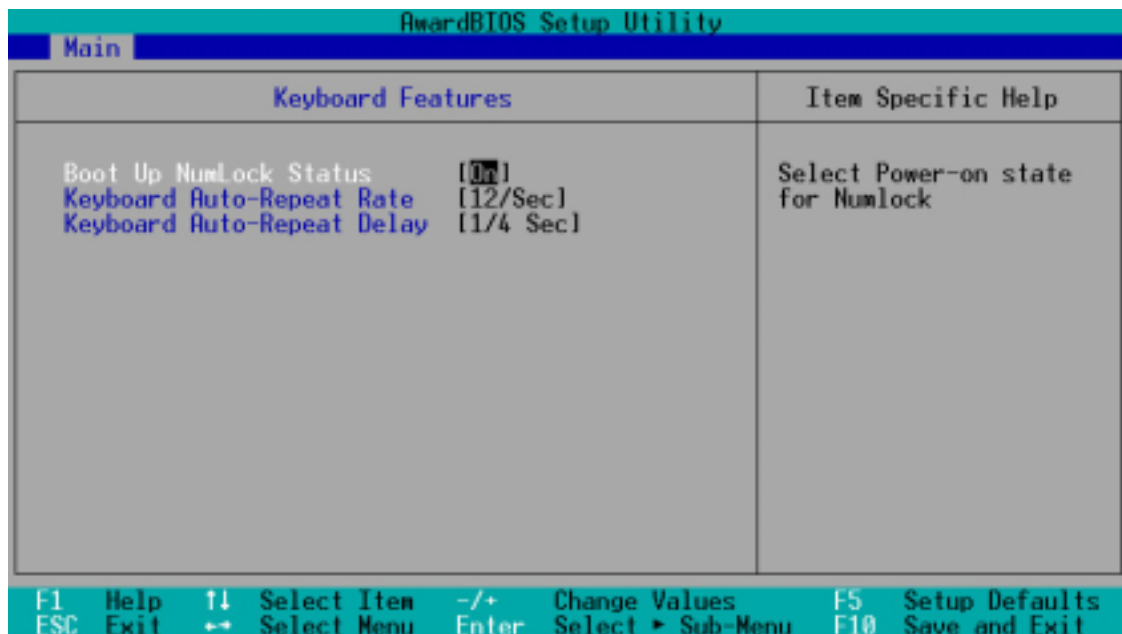 AwardBIOS Setup Utility
Main
Keyboard Features
Item Specific Help
Boot Up NumLock Status [On]
Keyboard Auto-Repeat Rate [12/Sec]
Keyboard Auto-Repeat Delay [1/4 Sec]
Select Power-on state
for Numlock
F1 Help ↑↓ Select Item -/+ Change Values F5 Setup Defaults
ESC Exit ←→ Select Menu Enter Select ► Sub-Menu F10 Save and Exit